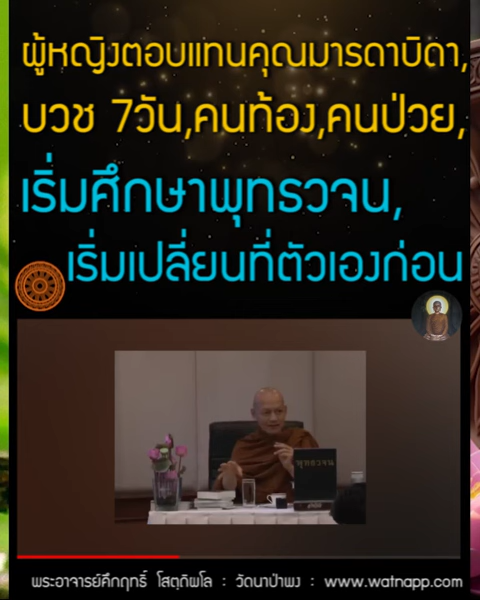 ผู้หญิงตอบแทนคุณมารดาบิดา,
บวช 7วัน,คนท้อง,คนป่วย,
เริ่มศึกษาพุทธวจน,
เริ่มเปลี่ยนที่ตัวเองก่อน
พุทธวจน
พระอาจารย์คึกฤทธิ์ โสตฺถิผโล : วัดนาป่าพง : www.watnapp.com